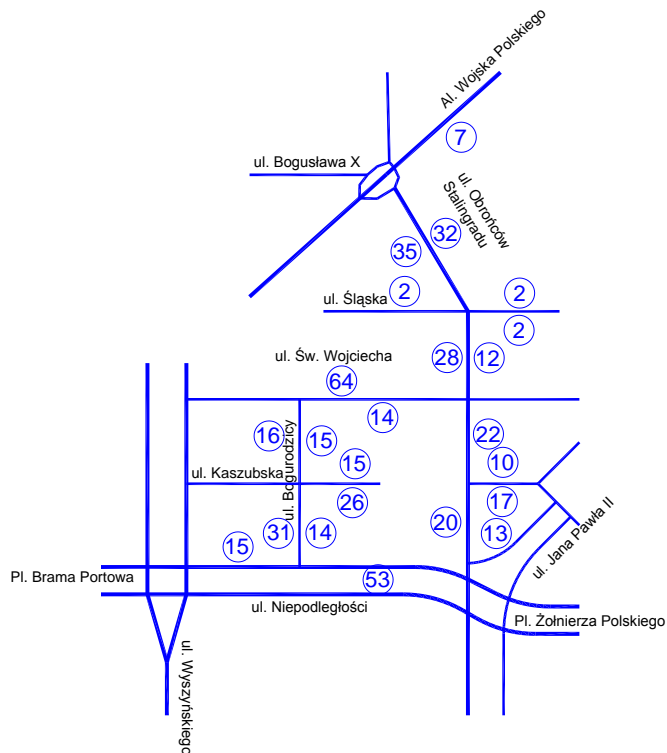 Al. Wojska Polskiego
7
ul. Bogusława X
ul. Obrońców
Stalingradu
32
35
2
2
ul. Śląska
2
ul. Św. Wojciecha
28
12
64
14
16
15
22
ul. Bogurodzicy
15
10
ul. Kaszubska
26
17
20
31
14
13
15
ul. Jana Pawła II
Pl. Brama Portowa
53
ul. Niepodległości
Pl. Żołnierza Polskiego
ul. Wyszyńskiego